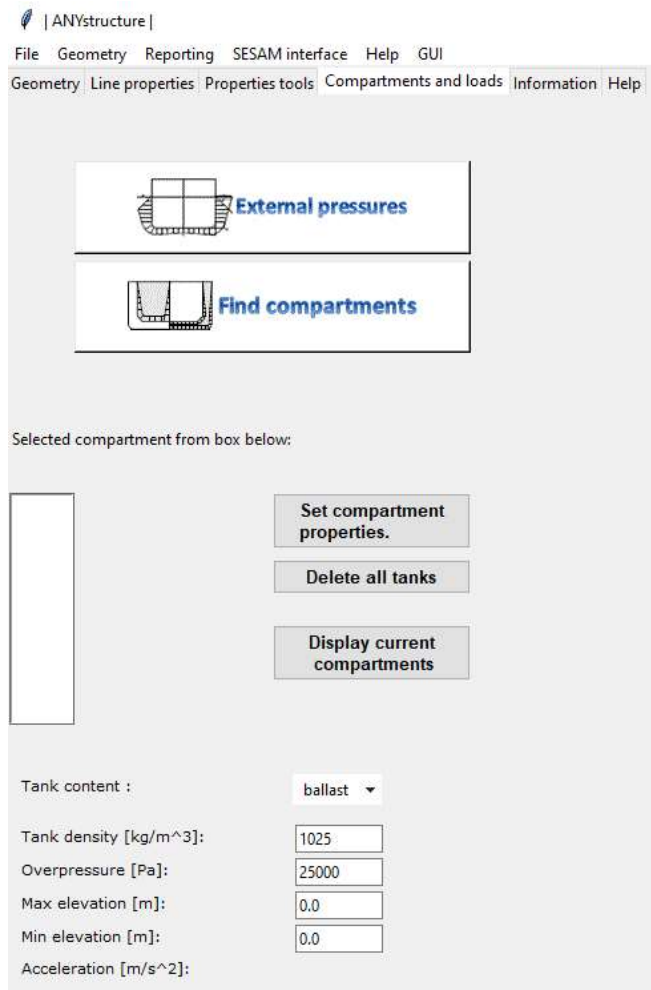 | ANYstructure |
File Geometry Reporting SESAM interface Help GUI
Geometry Line properties Properties tools Compartments and loads Information Help
External pressures
Find compartments
Selected compartment from box below:
Set compartment
properties.
Delete all tanks
Display current
compartments
Tank content : ballast
Tank density [kg/m^3]: 1025
Overpressure [Pa]: 25000
Max elevation [m]: 0.0
Min elevation [m]: 0.0
Acceleration [m/s^2]: